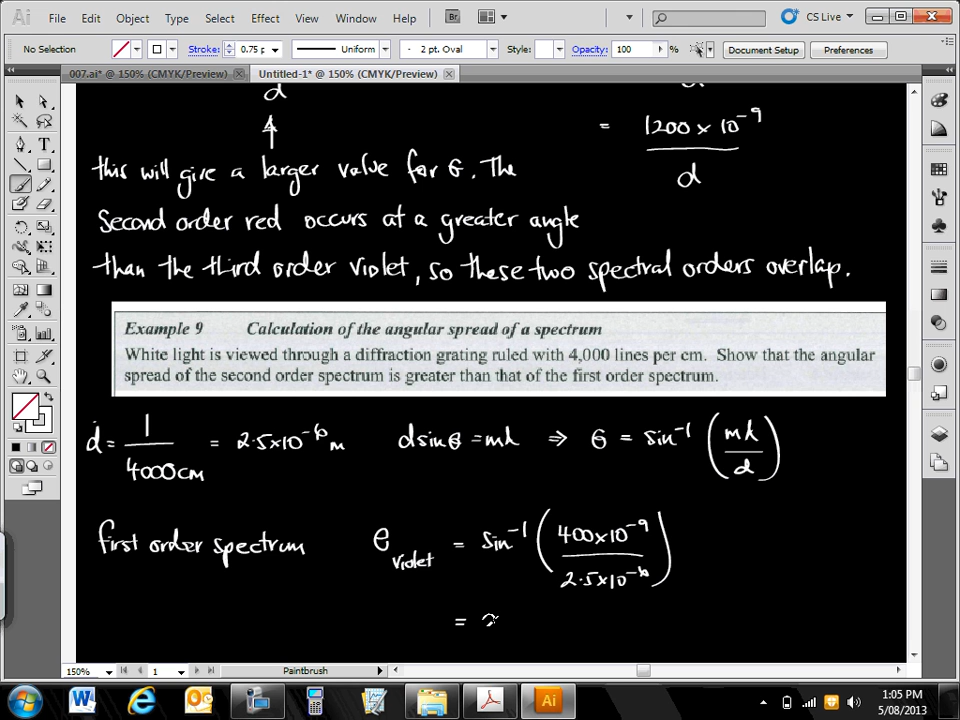 Ai File Edit Object Type Select Effect View Window Help Br CS Live
No Selection Stroke: 0.75 p Uniform 2 pt. Oval Style: Opacity: 100 % Document Setup Preferences
007.ai* @ 150% (CMYK/Preview) Untitled-1* @ 150% (CMYK/Preview)
d
= 1200 × 10⁻⁹ / d
this will give a larger value for θ. The
Second order red occurs at a greater angle
than the third order violet, so these two spectral orders overlap.
Example 9 Calculation of the angular spread of a spectrum
White light is viewed through a diffraction grating ruled with 4,000 lines per cm. Show that the angular
spread of the second order spectrum is greater than that of the first order spectrum.
d = 1 / 4000cm = 2.5×10⁻⁶ m d sinθ = mλ ⇒ θ = sin⁻¹ (mλ / d)
first order spectrum θ violet = sin⁻¹ (400×10⁻⁹ / 2.5×10⁻⁶)
=
150% 1 Paintbrush
Ai
1:05 PM
5/08/2013